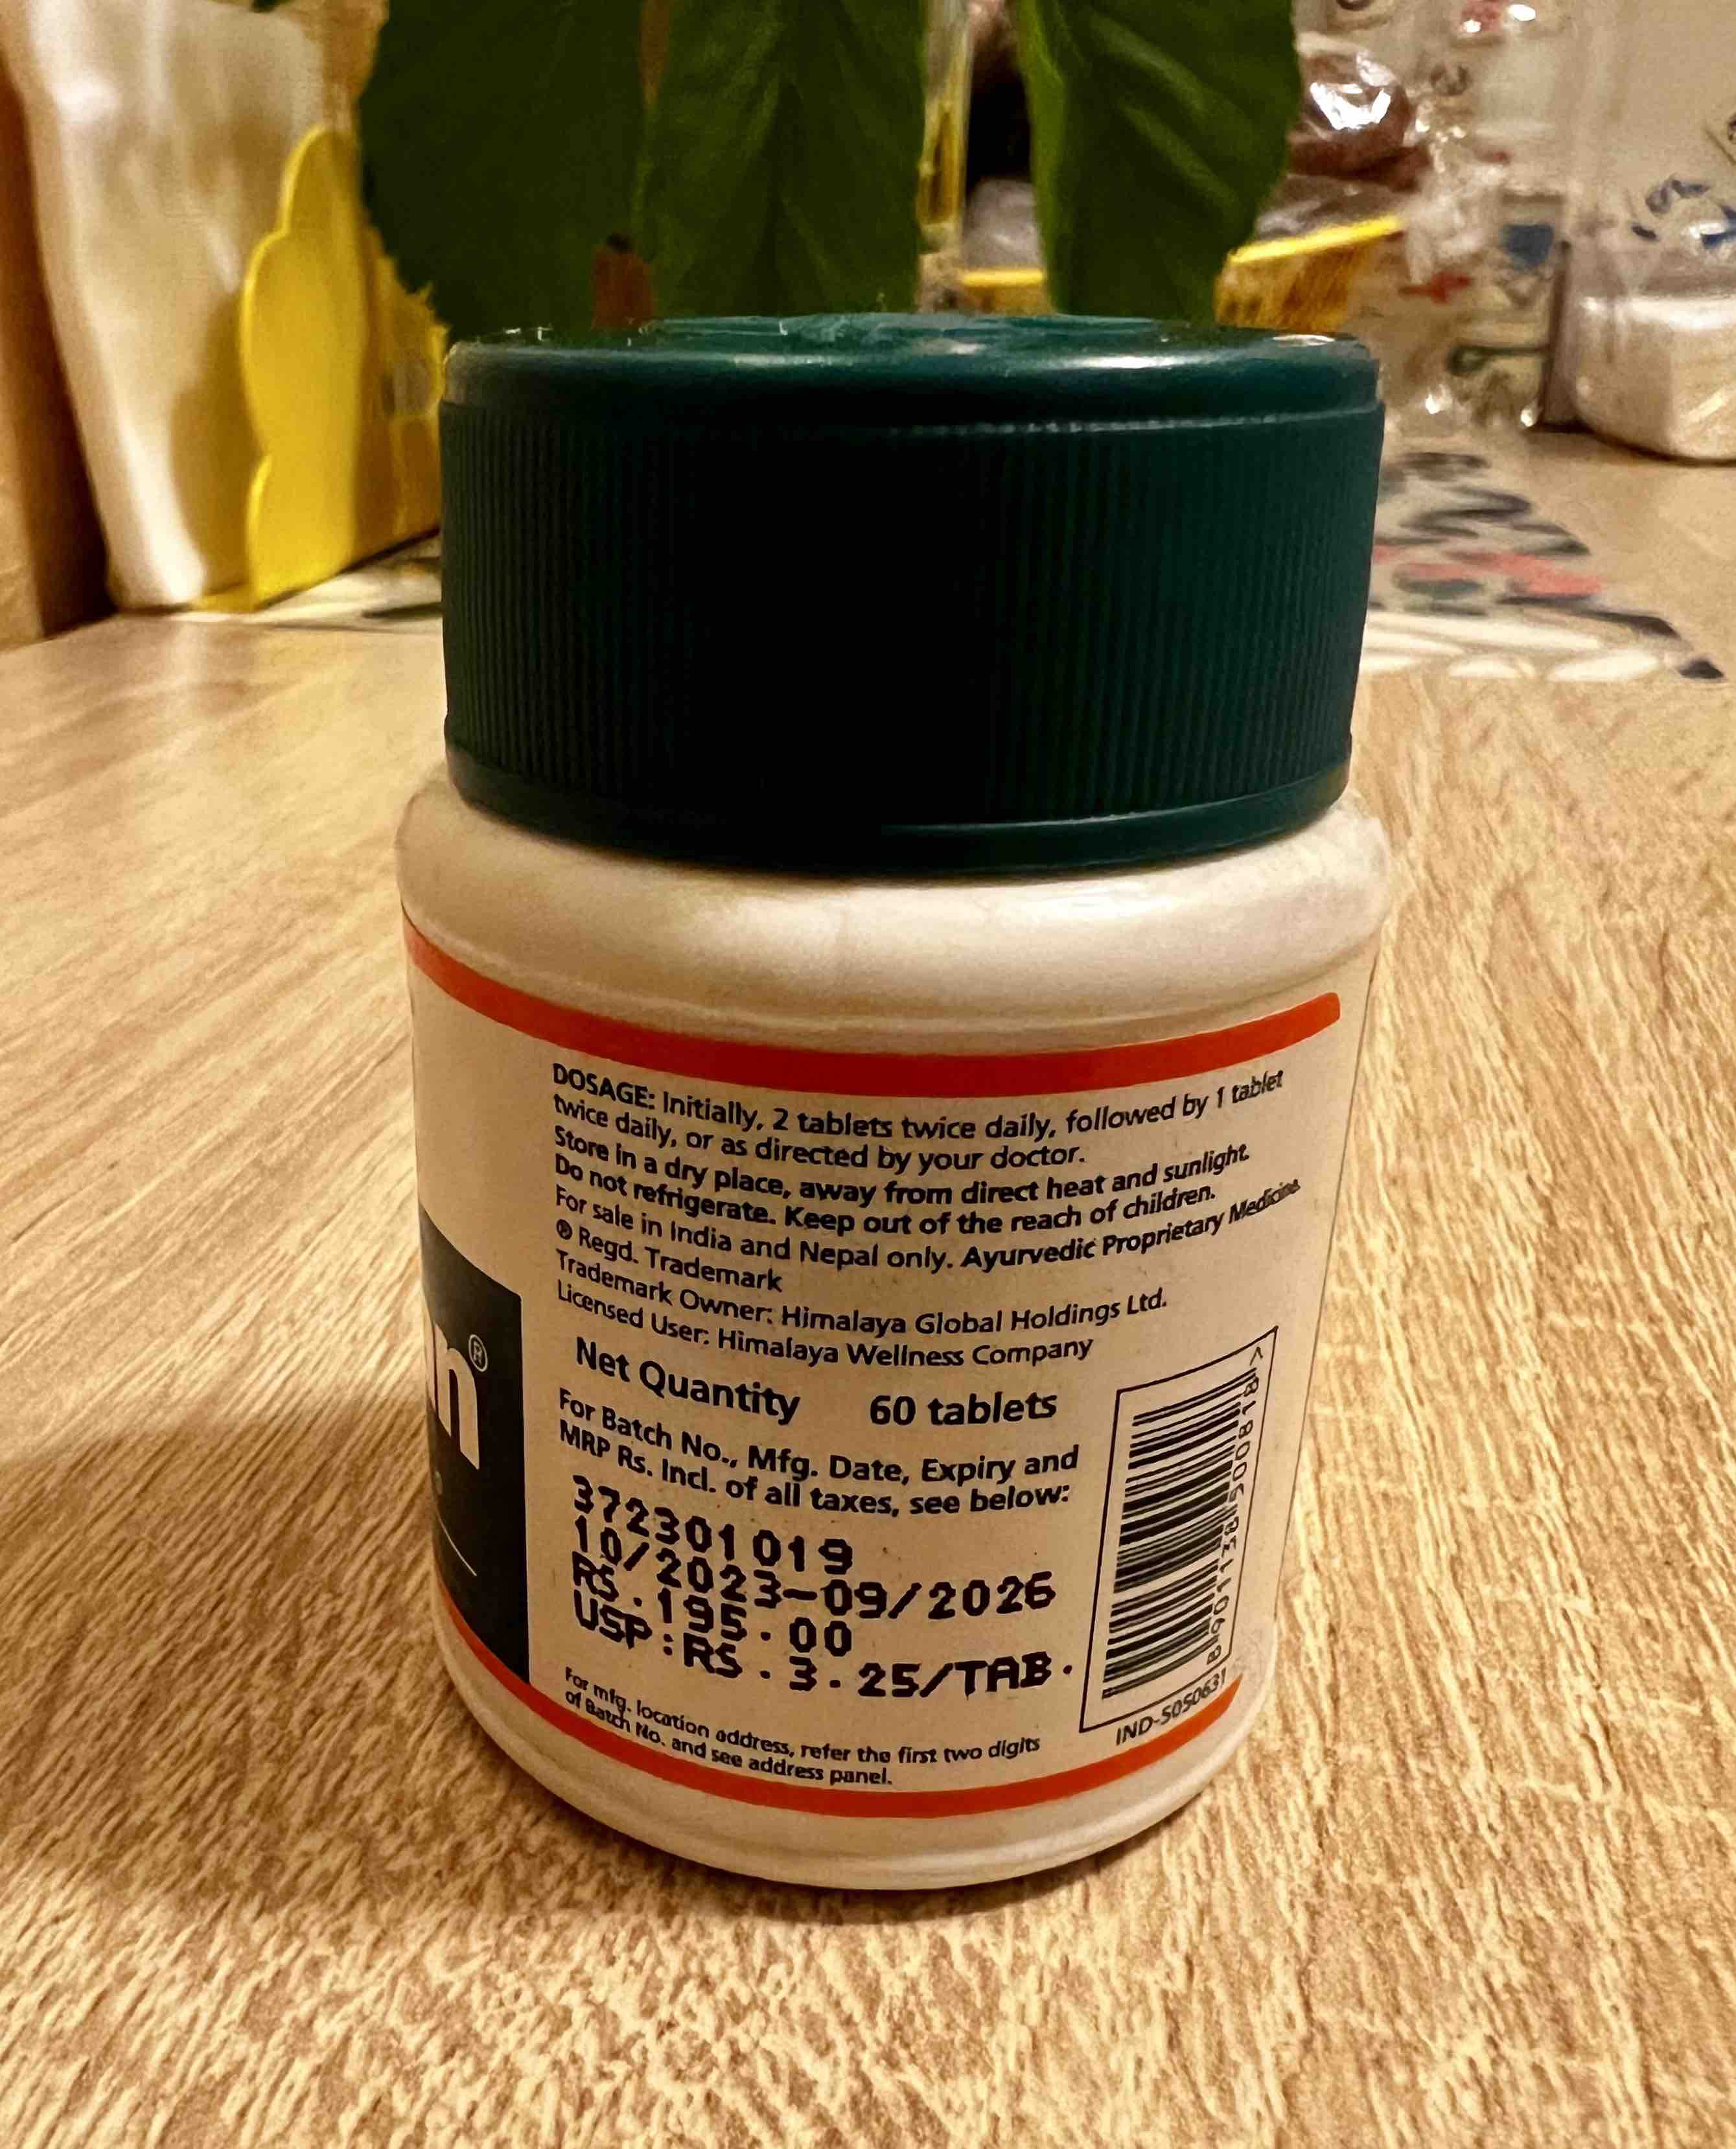 DOSAGE: Initially, 2 tablets twice daily, followed by 1 tablet
twice daily, or as directed by your doctor.
Store in a dry place, away from direct heat and sunlight.
Do not refrigerate. Keep out of the reach of children.
For sale in India and Nepal only. Ayurvedic Proprietary Medicine.
® Regd. Trademark
Trademark Owner: Himalaya Global Holdings Ltd.
Licensed User: Himalaya Wellness Company
Net Quantity 60 tablets
For Batch No., Mfg. Date, Expiry and
MRP Rs. Incl. of all taxes, see below:
372301019
10/2023-09/2026
RS.195.00
USP:RS.3.25/TAB.
For mfg. location address, refer the first two digits
of Batch No. and see address panel.
8901138500818>
IND-5050631